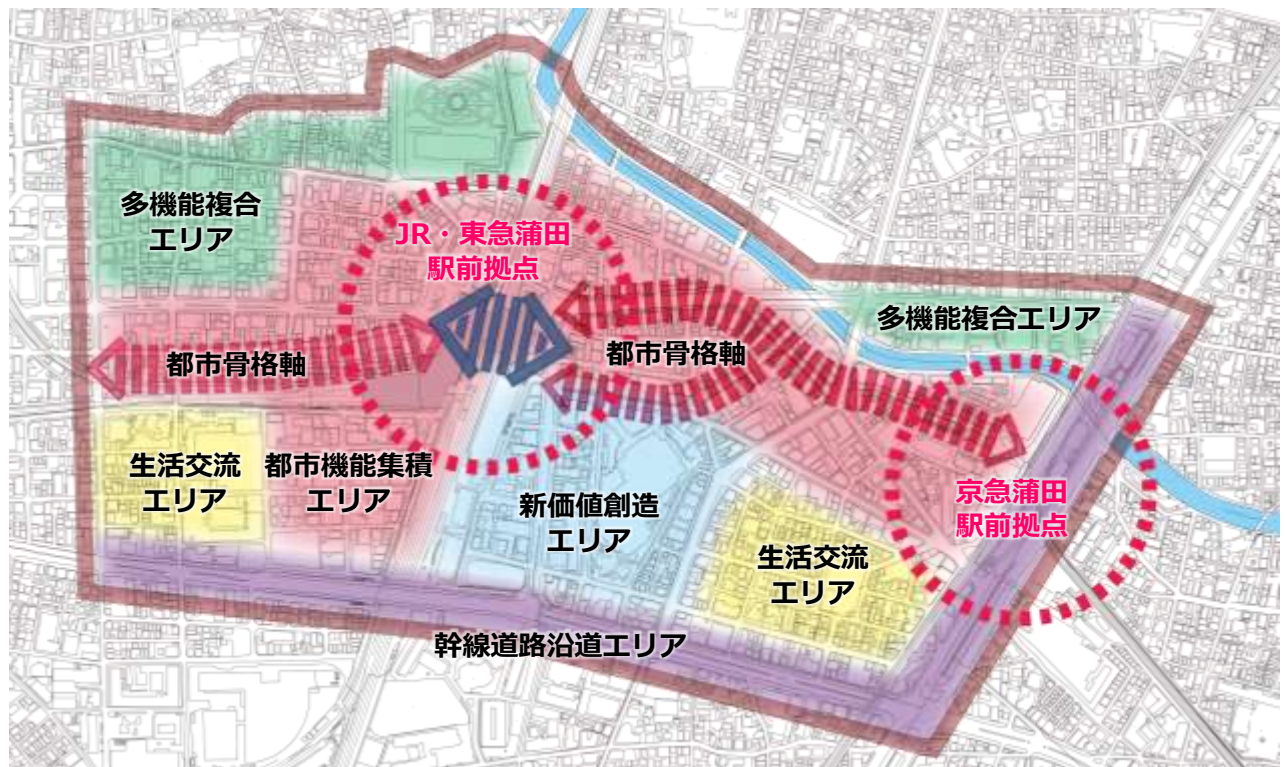 多機能複合
エリア
JR・東急蒲田
駅前拠点
多機能複合エリア
都市骨格軸
都市骨格軸
生活交流
エリア
都市機能集積
エリア
新価値創造
エリア
京急蒲田
駅前拠点
生活交流
エリア
幹線道路沿道エリア